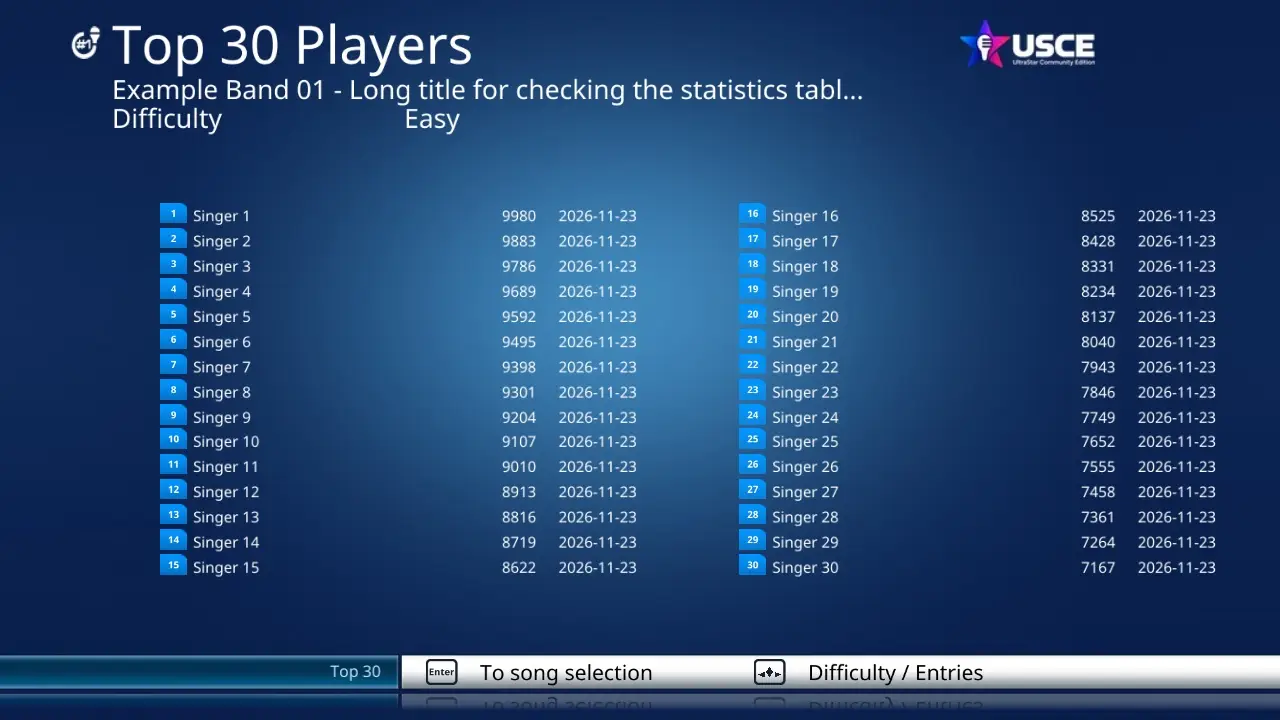 #1 Top 30 Players
USCE
UltraStar Community Edition
Example Band 01 - Long title for checking the statistics tabl...
Difficulty Easy
1 Singer 1 9980 2026-11-23
2 Singer 2 9883 2026-11-23
3 Singer 3 9786 2026-11-23
4 Singer 4 9689 2026-11-23
5 Singer 5 9592 2026-11-23
6 Singer 6 9495 2026-11-23
7 Singer 7 9398 2026-11-23
8 Singer 8 9301 2026-11-23
9 Singer 9 9204 2026-11-23
10 Singer 10 9107 2026-11-23
11 Singer 11 9010 2026-11-23
12 Singer 12 8913 2026-11-23
13 Singer 13 8816 2026-11-23
14 Singer 14 8719 2026-11-23
15 Singer 15 8622 2026-11-23
16 Singer 16 8525 2026-11-23
17 Singer 17 8428 2026-11-23
18 Singer 18 8331 2026-11-23
19 Singer 19 8234 2026-11-23
20 Singer 20 8137 2026-11-23
21 Singer 21 8040 2026-11-23
22 Singer 22 7943 2026-11-23
23 Singer 23 7846 2026-11-23
24 Singer 24 7749 2026-11-23
25 Singer 25 7652 2026-11-23
26 Singer 26 7555 2026-11-23
27 Singer 27 7458 2026-11-23
28 Singer 28 7361 2026-11-23
29 Singer 29 7264 2026-11-23
30 Singer 30 7167 2026-11-23
Top 30 Enter To song selection Difficulty / Entries